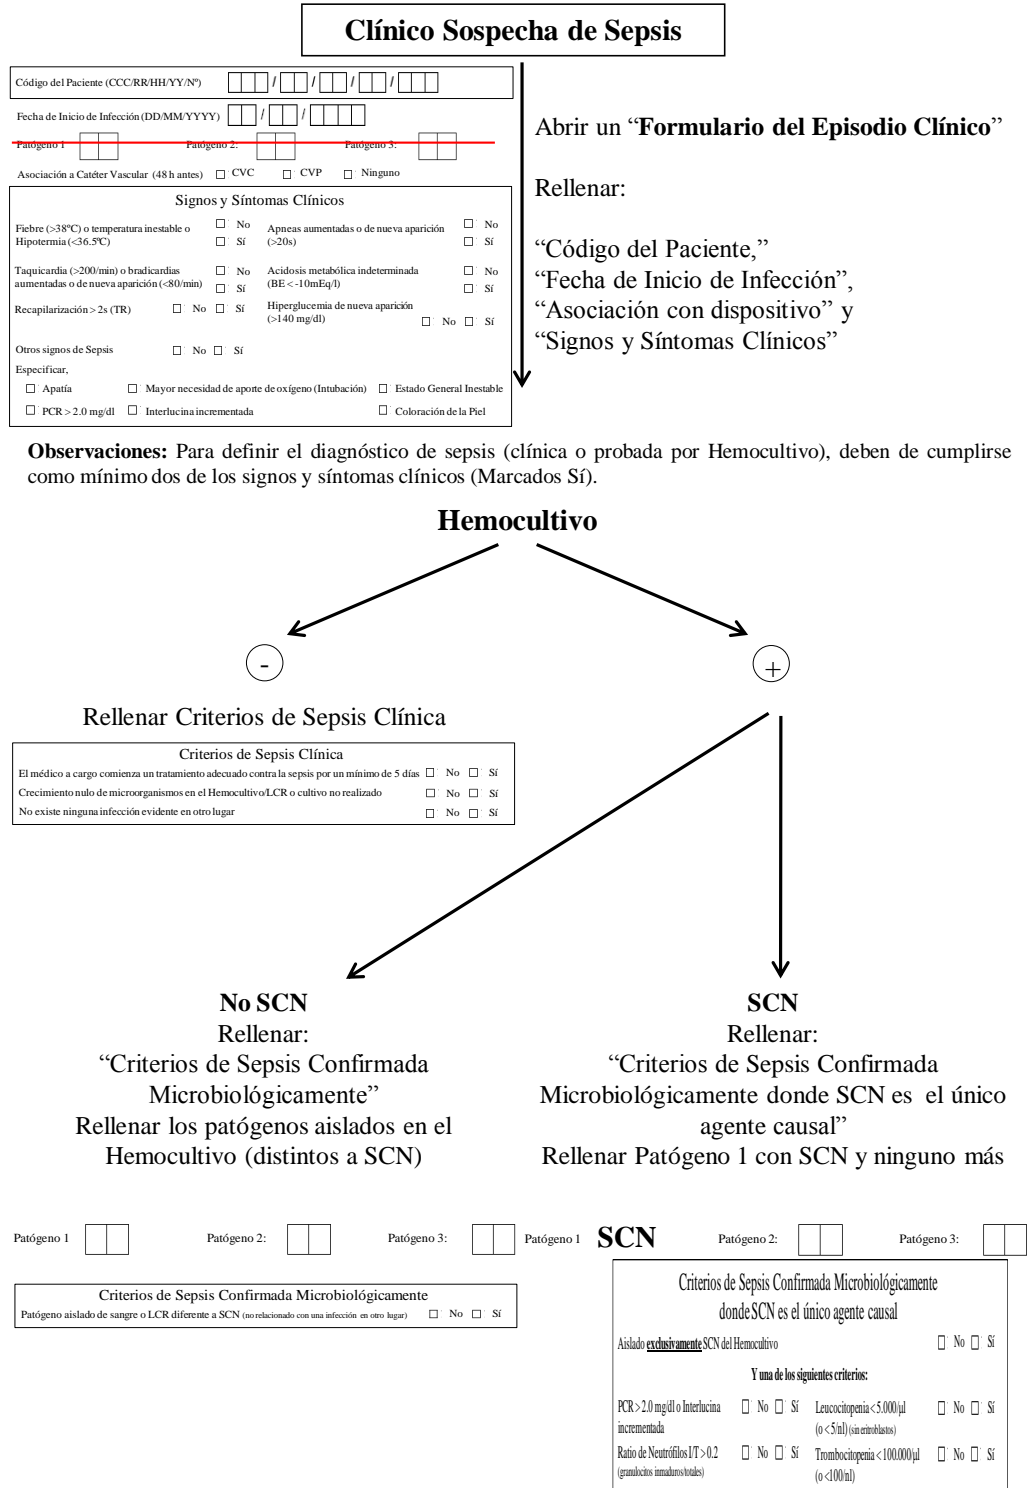 Clínico Sospecha de Sepsis
Código del Paciente (CCC/RR/HH/YY/Nº) / / / /
Fecha de Inicio de Infección (DD/MM/YYYY) / /
Patógeno 1 Patógeno 2: Patógeno 3:
Asociación a Catéter Vascular (48 h antes) CVC CVP Ninguno
Signos y Síntomas Clínicos
Fiebre (>38ºC) o temperatura inestable o
Hipotermia (<36.5ºC)
No
Sí
Apneas aumentadas o de nueva aparición
(>20s)
No
Sí
Taquicardia (>200/min) o bradicardias
aumentadas o de nueva aparición (<80/min)
No
Sí
Acidosis metabólica indeterminada
(BE < -10mEq/l)
No
Sí
Recapilarización > 2s (TR) No Sí
Hiperglucemia de nueva aparición
(>140 mg/dl) No Sí
Otros signos de Sepsis No Sí
Especificar,
Apatía Mayor necesidad de aporte de oxígeno (Intubación) Estado General Inestable
PCR > 2.0 mg/dl Interlucina incrementada Coloración de la Piel
Abrir un “Formulario del Episodio Clínico”
Rellenar:
“Código del Paciente,”
“Fecha de Inicio de Infección”,
“Asociación con dispositivo” y
“Signos y Síntomas Clínicos”
Observaciones: Para definir el diagnóstico de sepsis (clínica o probada por Hemocultivo), deben de cumplirse
como mínimo dos de los signos y síntomas clínicos (Marcados Sí).
Hemocultivo
- +
Rellenar Criterios de Sepsis Clínica
Criterios de Sepsis Clínica
El médico a cargo comienza un tratamiento adecuado contra la sepsis por un mínimo de 5 días No Sí
Crecimiento nulo de microorganismos en el Hemocultivo/LCR o cultivo no realizado No Sí
No existe ninguna infección evidente en otro lugar No Sí
No SCN
Rellenar:
“Criterios de Sepsis Confirmada
Microbiológicamente”
Rellenar los patógenos aislados en el
Hemocultivo (distintos a SCN)
SCN
Rellenar:
“Criterios de Sepsis Confirmada
Microbiológicamente donde SCN es el único
agente causal”
Rellenar Patógeno 1 con SCN y ninguno más
Patógeno 1 Patógeno 2: Patógeno 3:
Criterios de Sepsis Confirmada Microbiológicamente
Patógeno aislado de sangre o LCR diferente a SCN (no relacionado con una infección en otro lugar) No Sí
Patógeno 1 SCN Patógeno 2: Patógeno 3:
Criterios de Sepsis Confirmada Microbiológicamente
donde SCN es el único agente causal
Aislado exclusivamente SCN del Hemocultivo No Sí
Y una de los siguientes criterios:
PCR > 2.0 mg/dl o Interlucina
incrementada
No Sí
Leucocitopenia < 5.000/µl
(o < 5/nl) (sin eritroblastos)
No Sí
Ratio de Neutrófilos I/T > 0.2
(granulocitos inmaduros/totales)
No Sí
Trombocitopenia < 100.000/µl
(o <100/nl)
No Sí